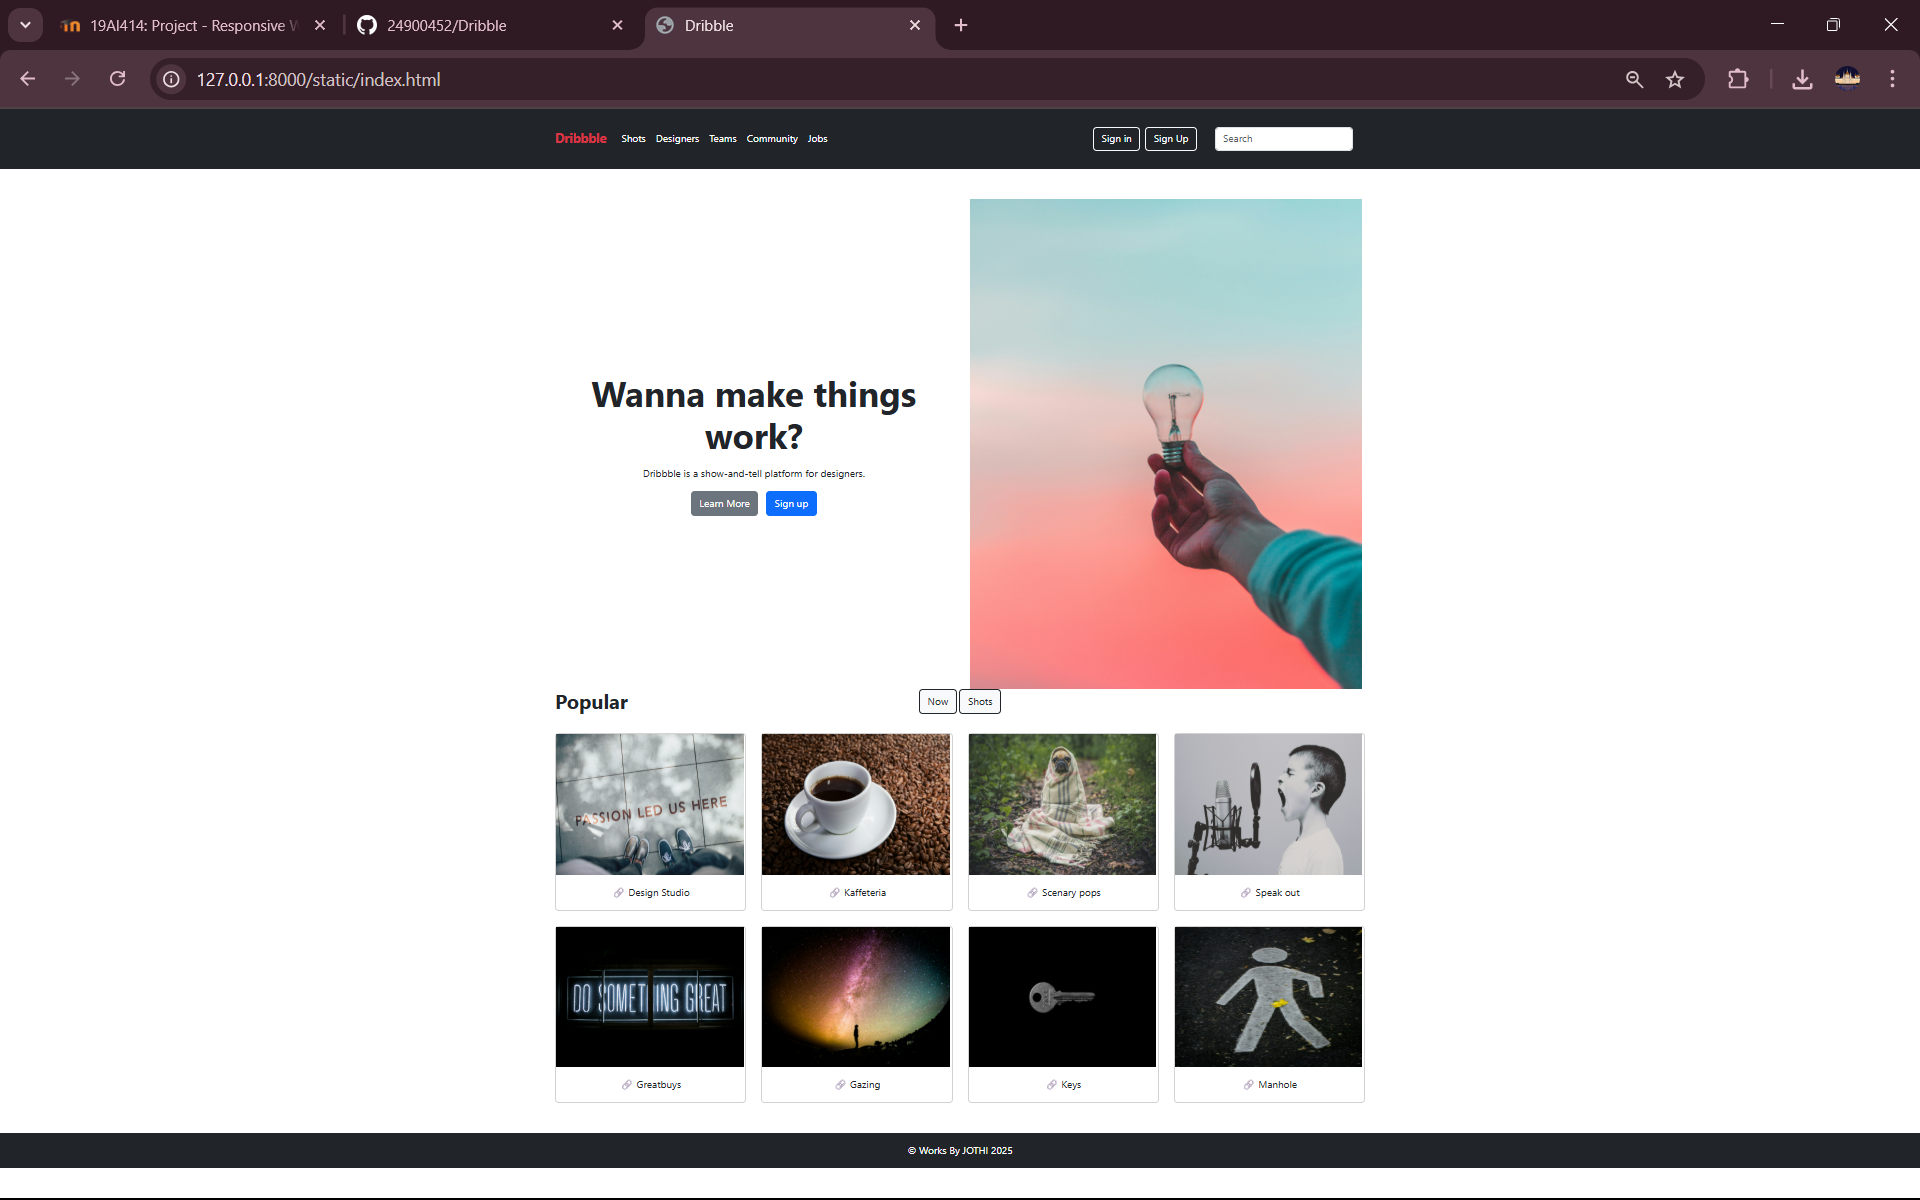 19AI414: Project - Responsive W
24900452/Dribble
Dribble
127.0.0.1:8000/static/index.html
Dribbble Shots Designers Teams Community Jobs Sign in Sign Up Search
Wanna make things
work?
Dribbble is a show-and-tell platform for designers.
Learn More Sign up
Popular Now Shots
PASSION LED US HERE
Design Studio
Kaffeteria
Scenary pops
Speak out
DO SOMETHING GREAT
Greatbuys
Gazing
Keys
Manhole
© Works By JOTHI 2025